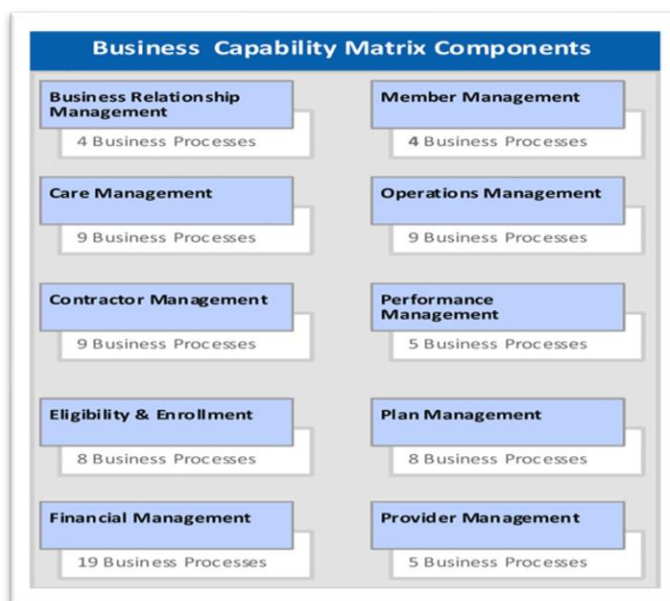 Business Capability Matrix Components
Business Relationship
Management
4 Business Processes
Member Management
4 Business Processes
Care Management
9 Business Processes
Operations Management
9 Business Processes
Contractor Management
9 Business Processes
Performance
Management
5 Business Processes
Eligibility & Enrollment
8 Business Processes
Plan Management
8 Business Processes
Financial Management
19 Business Processes
Provider Management
5 Business Processes